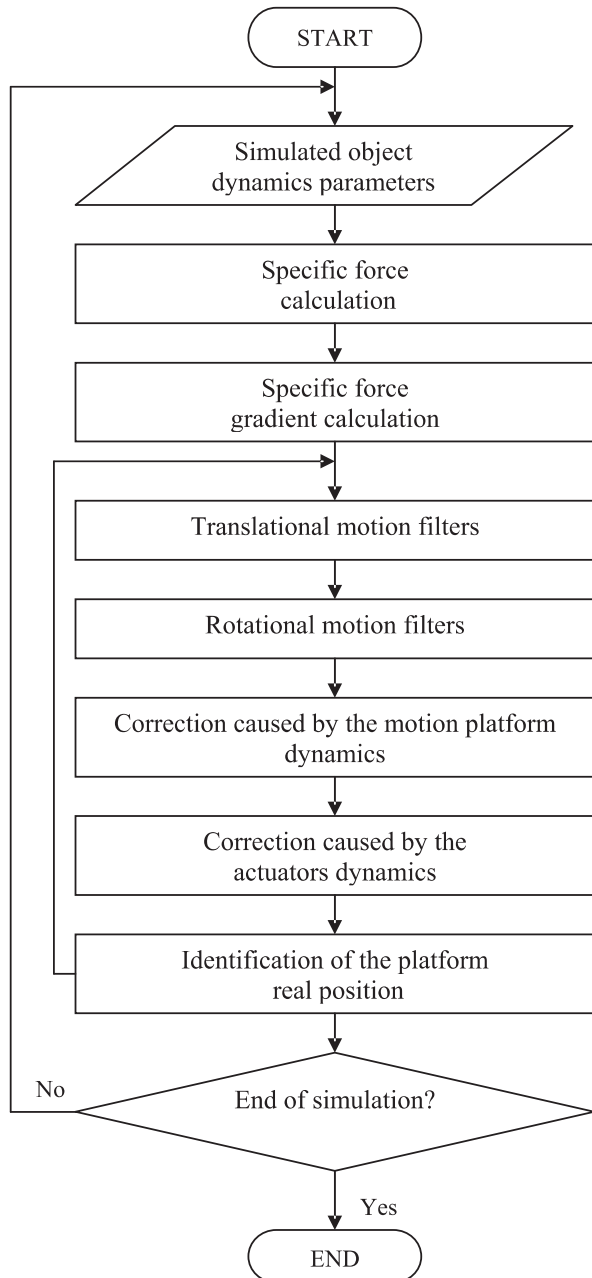 START
Simulated object
dynamics parameters
Specific force
calculation
Specific force
gradient calculation
Translational motion filters
Rotational motion filters
Correction caused by the motion platform
dynamics
Correction caused by the
actuators dynamics
Identification of the platform
real position
No
End of simulation?
Yes
END